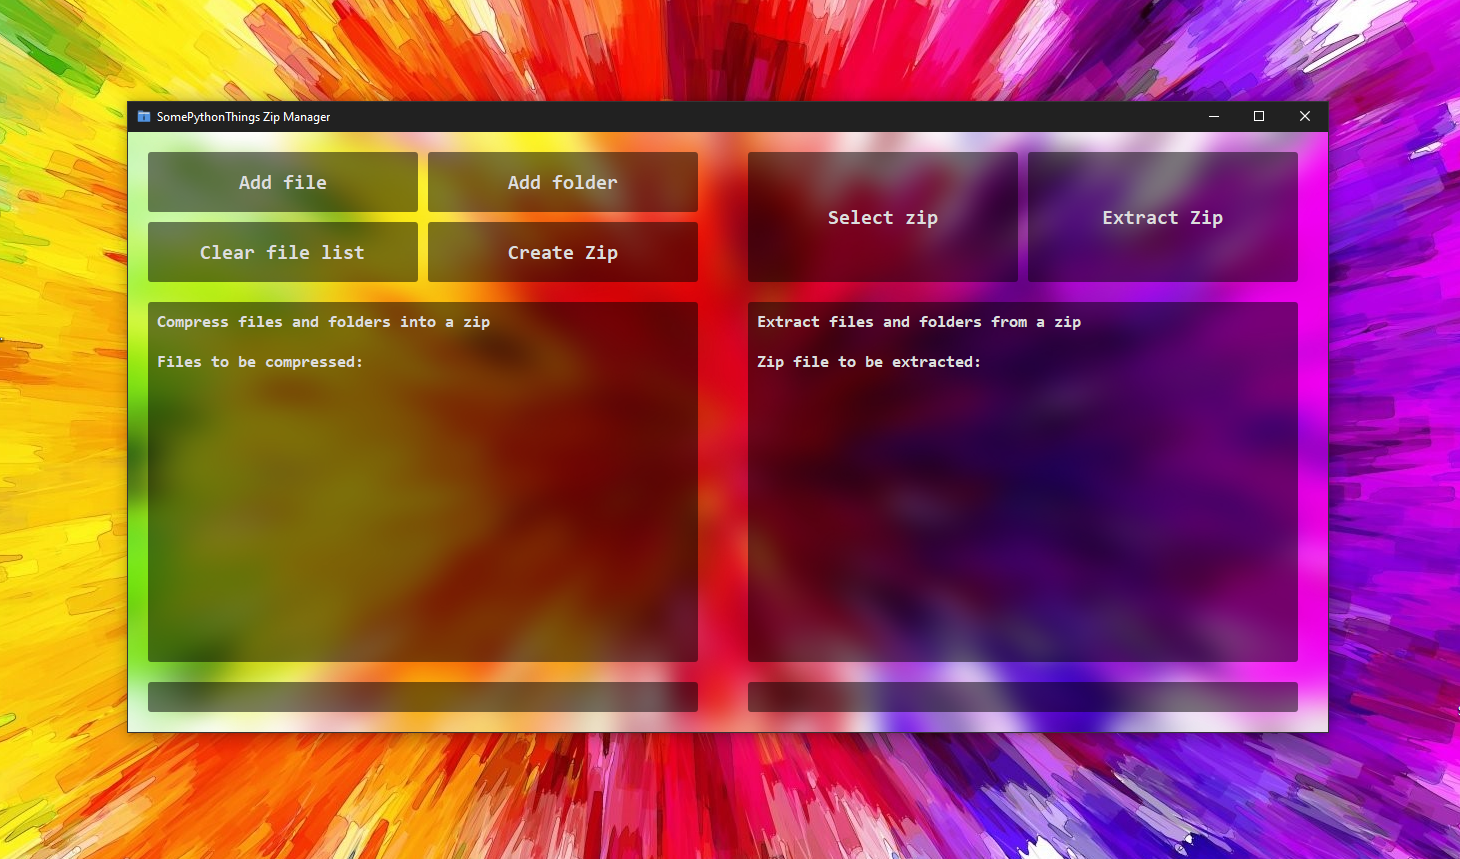 SomePythonThings Zip Manager
Add file
Add folder
Clear file list
Create Zip
Select zip
Extract Zip
Compress files and folders into a zip
Files to be compressed:
Extract files and folders from a zip
Zip file to be extracted: